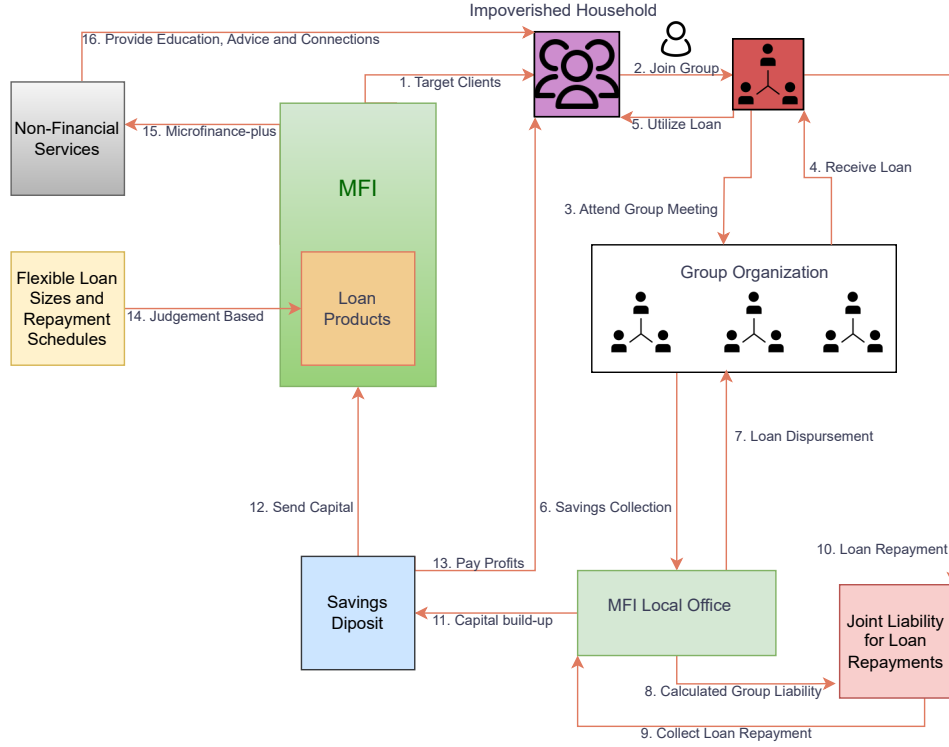 Impoverished Household
16. Provide Education, Advice and Connections
2. Join Group
1. Target Clients
5. Utilize Loan
Non-Financial
Services
15. Microfinance-plus
MFI
4. Receive Loan
3. Attend Group Meeting
Flexible Loan
Sizes and
Repayment
Schedules
14. Judgement Based
Loan
Products
Group Organization
7. Loan Dispursement
12. Send Capital
6. Savings Collection
10. Loan Repayment
13. Pay Profits
Savings
Diposit
11. Capital build-up
MFI Local Office
Joint Liability
for Loan
Repayments
8. Calculated Group Liability
9. Collect Loan Repayment